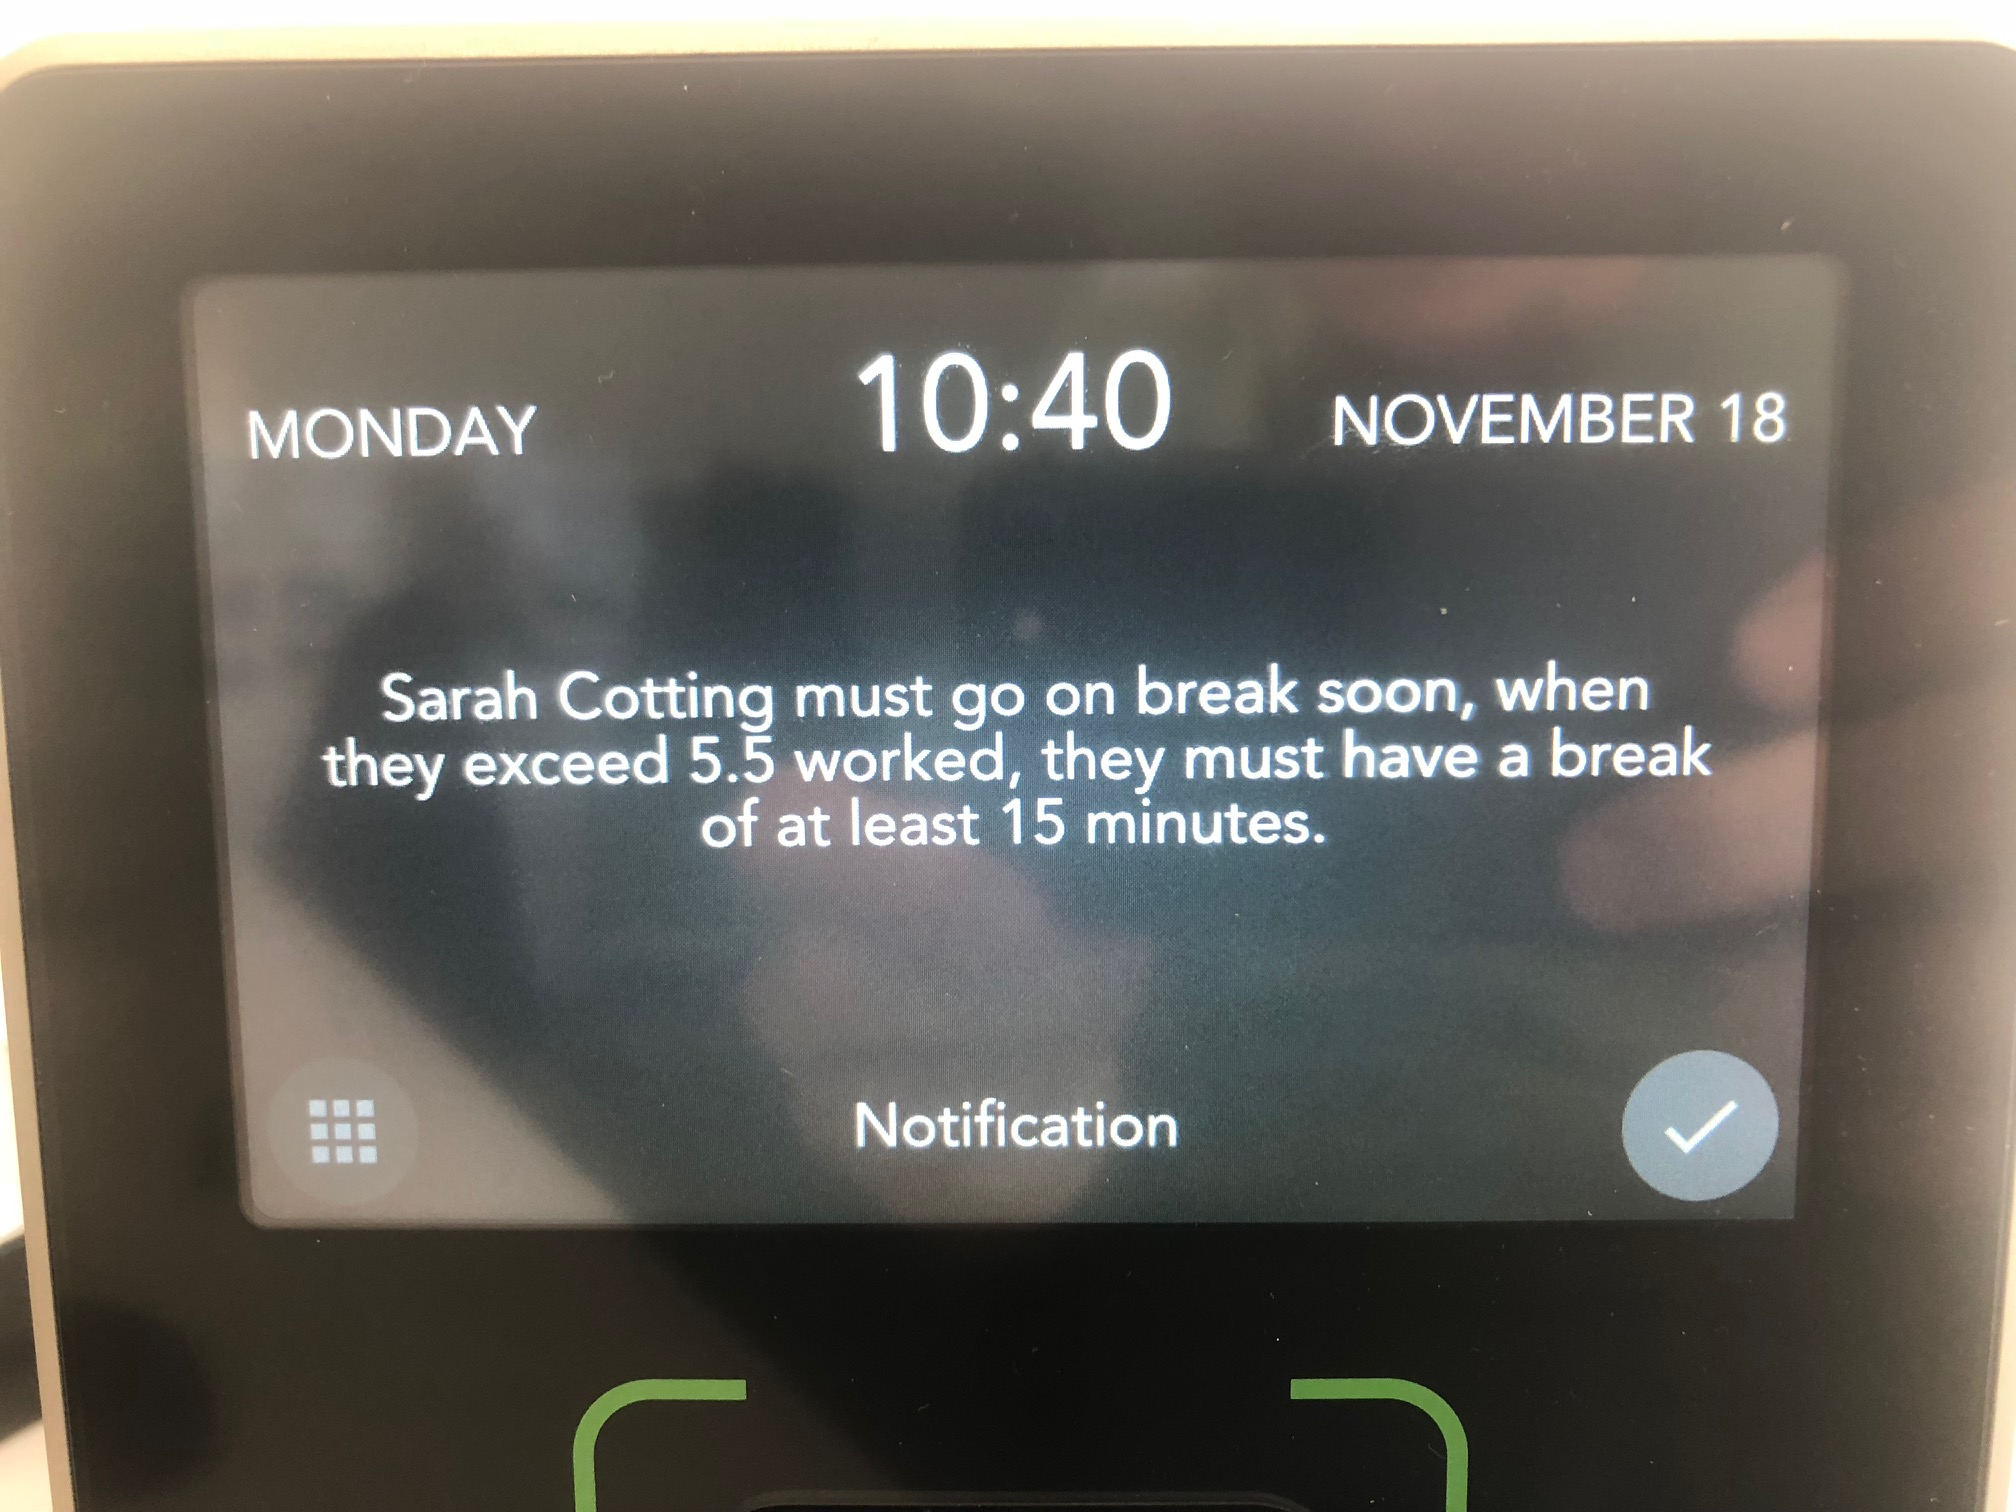 MONDAY 10:40 NOVEMBER 18
Sarah Cotting must go on break soon, when
they exceed 5.5 worked, they must have a break
of at least 15 minutes.
Notification